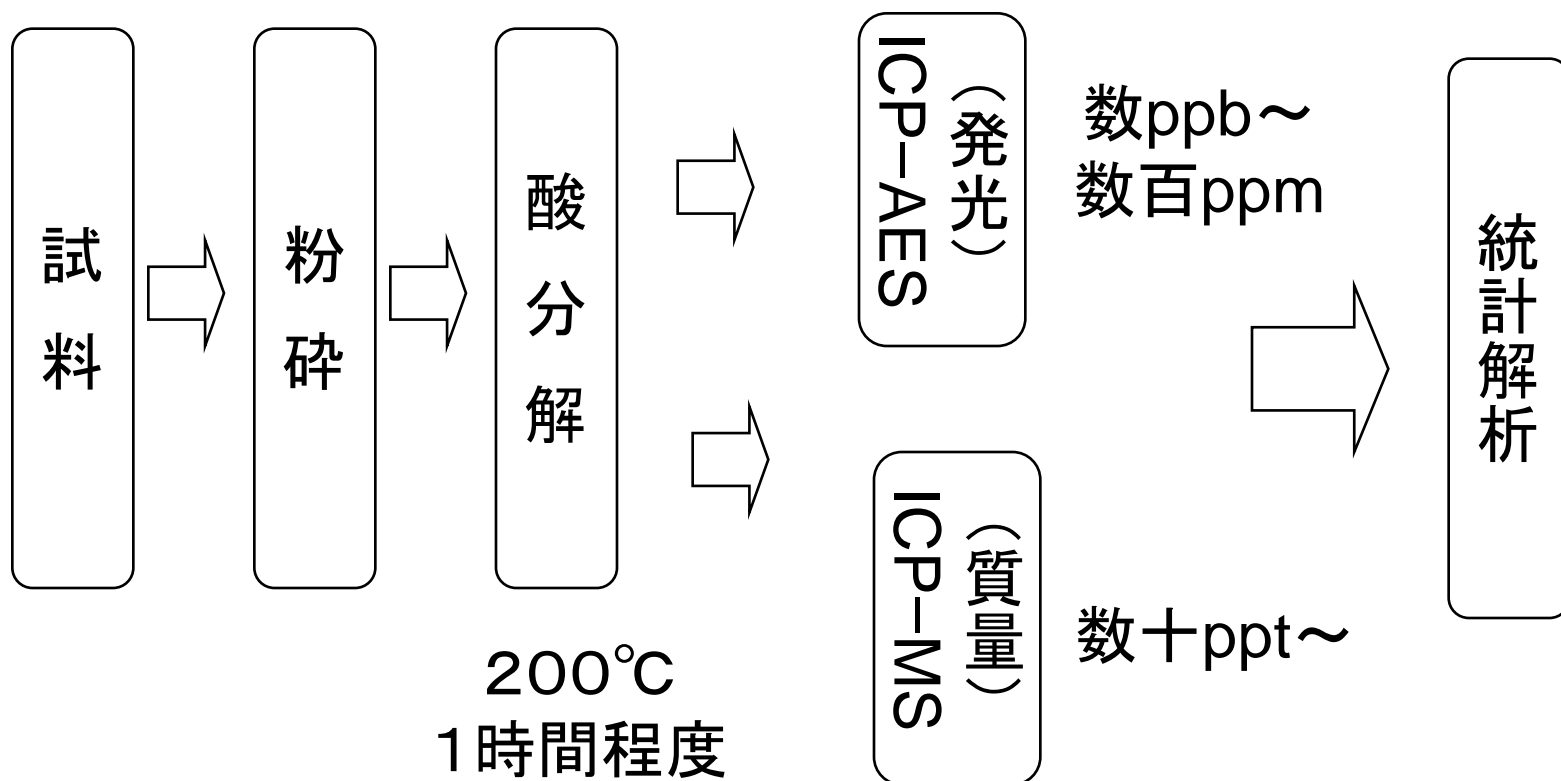 試料
粉砕
酸分解
200℃
1時間程度
ICP-AES
（発光）
数ppb～
数百ppm
ICP-MS
（質量）
数十ppt～
統計解析